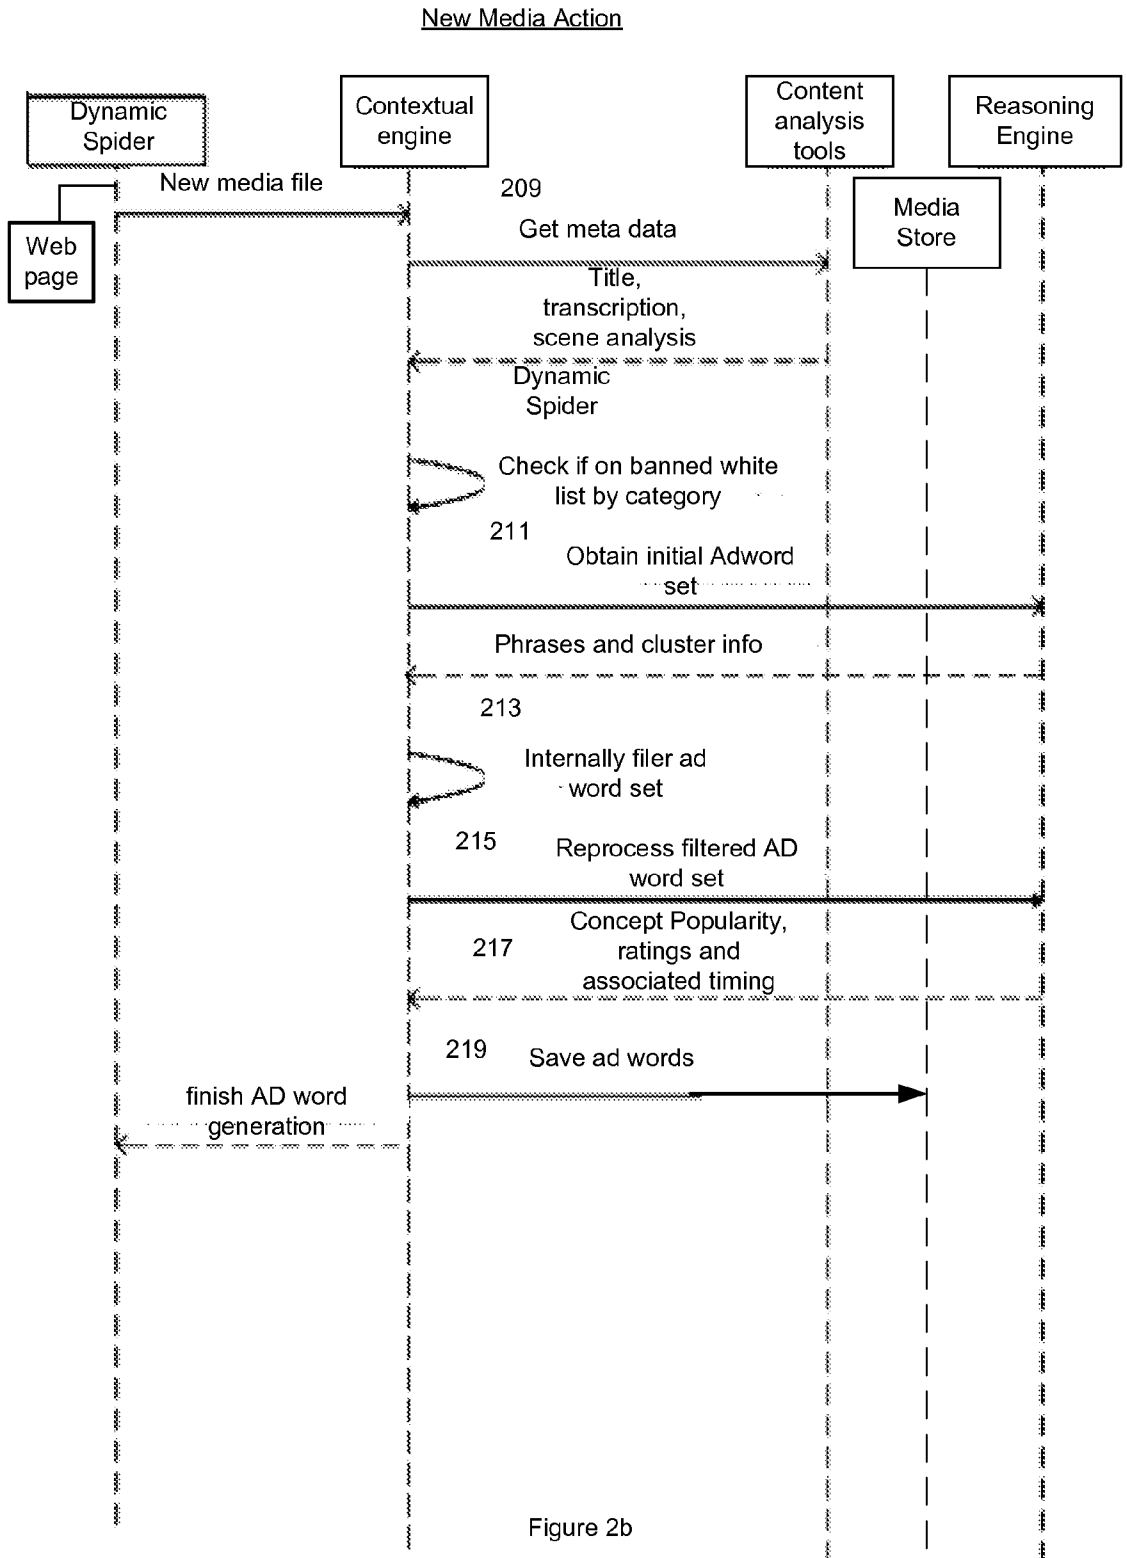 New Media Action
Dynamic
Spider
Contextual
engine
Content
analysis
tools
Reasoning
Engine
Media
Store
Web
page
New media file
209
Get meta data
Title,
transcription,
scene analysis
Dynamic
Spider
Check if on banned white
list by category
211
Obtain initial Adword
set
Phrases and cluster info
213
Internally filer ad
word set
215
Reprocess filtered AD
word set
217
Concept Popularity,
ratings and
associated timing
219
Save ad words
finish AD word
generation
Figure 2b